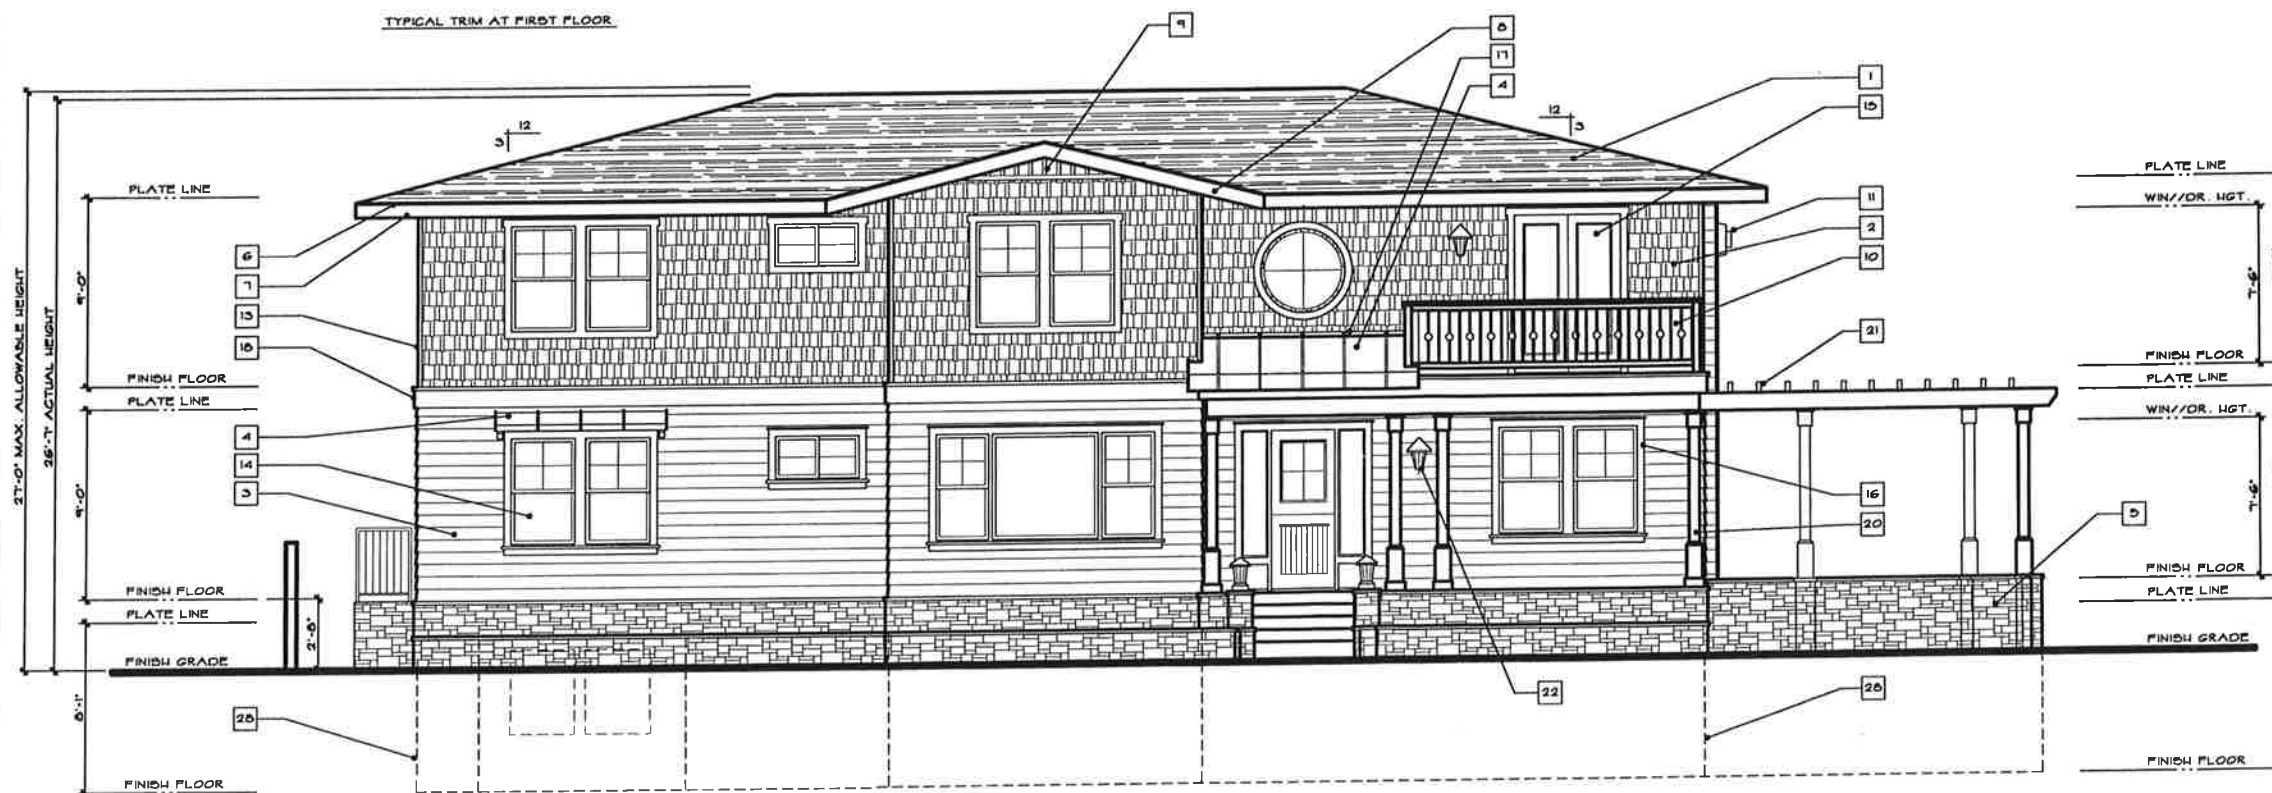 TYPICAL TRIM AT FIRST FLOOR
9
8
17
4
1
15
12
3
12
3
PLATE LINE
PLATE LINE
WIN//DR. HGT.
11
2
10
6
7
13
18
21
27'-0" MAX. ALLOWABLE HEIGHT
26'-7" ACTUAL HEIGHT
9'-0"
7'-6"
FINISH FLOOR
PLATE LINE
FINISH FLOOR
PLATE LINE
WIN//DR. HGT.
4
14
3
16
20
5
9'-0"
7'-6"
FINISH FLOOR
PLATE LINE
FINISH GRADE
2'-8"
FINISH FLOOR
PLATE LINE
FINISH GRADE
22
28
28
8'-1"
FINISH FLOOR
FINISH FLOOR